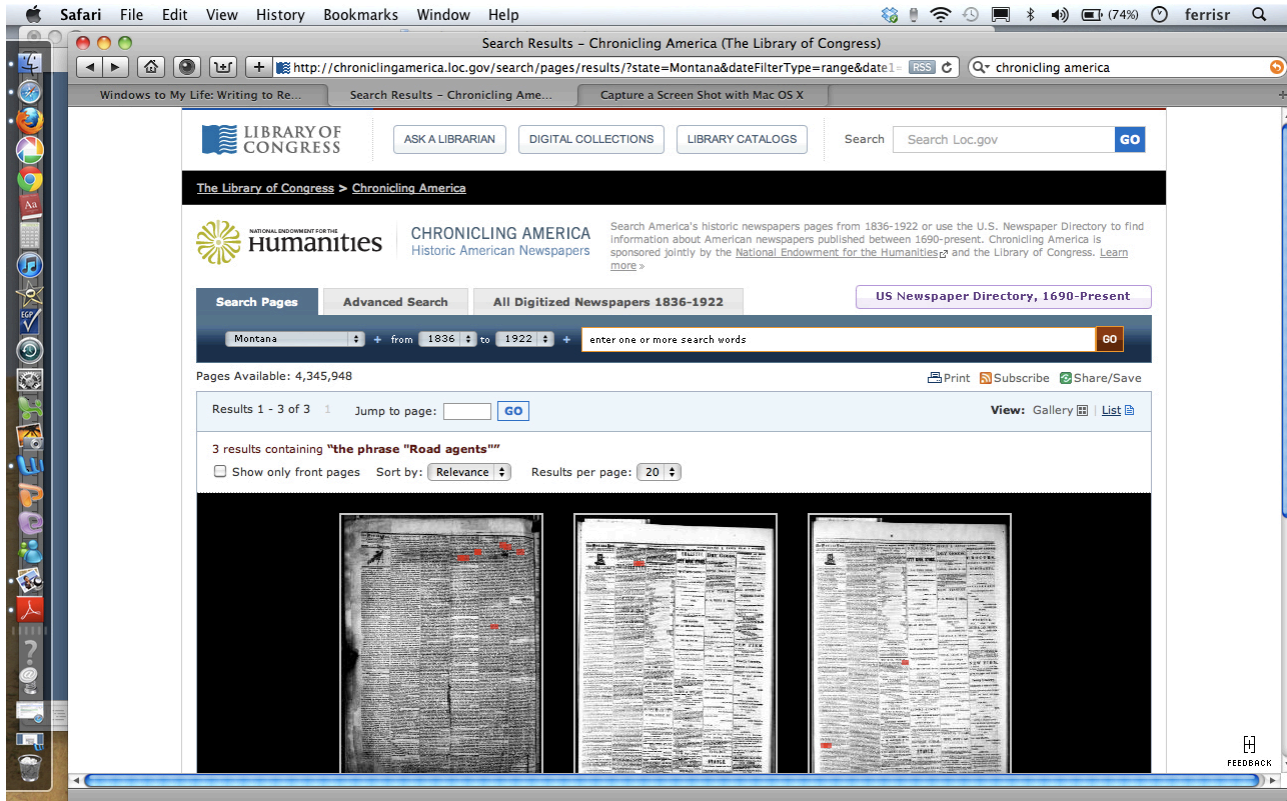 Safari File Edit View History Bookmarks Window Help (74%) ferrisr
Search Results – Chronicling America (The Library of Congress)
http://chroniclingamerica.loc.gov/search/pages/results/?state=Montana&dateFilterType=range&date1= RSS chronicling america
Windows to My Life: Writing to Re... Search Results – Chronicling Ame... Capture a Screen Shot with Mac OS X
LIBRARY OF CONGRESS
ASK A LIBRARIAN DIGITAL COLLECTIONS LIBRARY CATALOGS Search Search Loc.gov GO
The Library of Congress > Chronicling America
NATIONAL ENDOWMENT FOR THE
HUMANITIES
CHRONICLING AMERICA
Historic American Newspapers
Search America's historic newspapers pages from 1836-1922 or use the U.S. Newspaper Directory to find
information about American newspapers published between 1690-present. Chronicling America is
sponsored jointly by the National Endowment for the Humanities and the Library of Congress. Learn
more >
Search Pages Advanced Search All Digitized Newspapers 1836-1922 US Newspaper Directory, 1690-Present
Montana + from 1836 to 1922 + enter one or more search words GO
Pages Available: 4,345,948 Print Subscribe Share/Save
Results 1 - 3 of 3 1 Jump to page: GO View: Gallery | List
3 results containing “the phrase "Road agents"”
Show only front pages Sort by: Relevance Results per page: 20
Aa
EGP
[+]
FEEDBACK